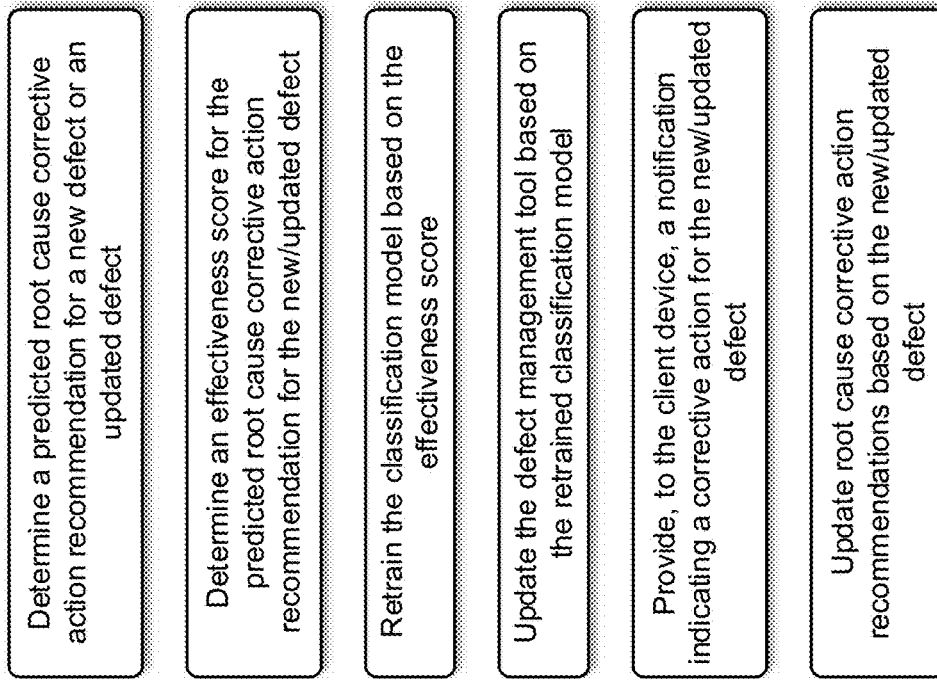 Determine a predicted root cause corrective
action recommendation for a new defect or an
updated defect
Determine an effectiveness score for the
predicted root cause corrective action
recommendation for the new/updated defect
Retrain the classification model based on the
effectiveness score
Update the defect management tool based on
the retrained classification model
Provide, to the client device, a notification
indicating a corrective action for the new/updated
defect
Update root cause corrective action
recommendations based on the new/updated
defect